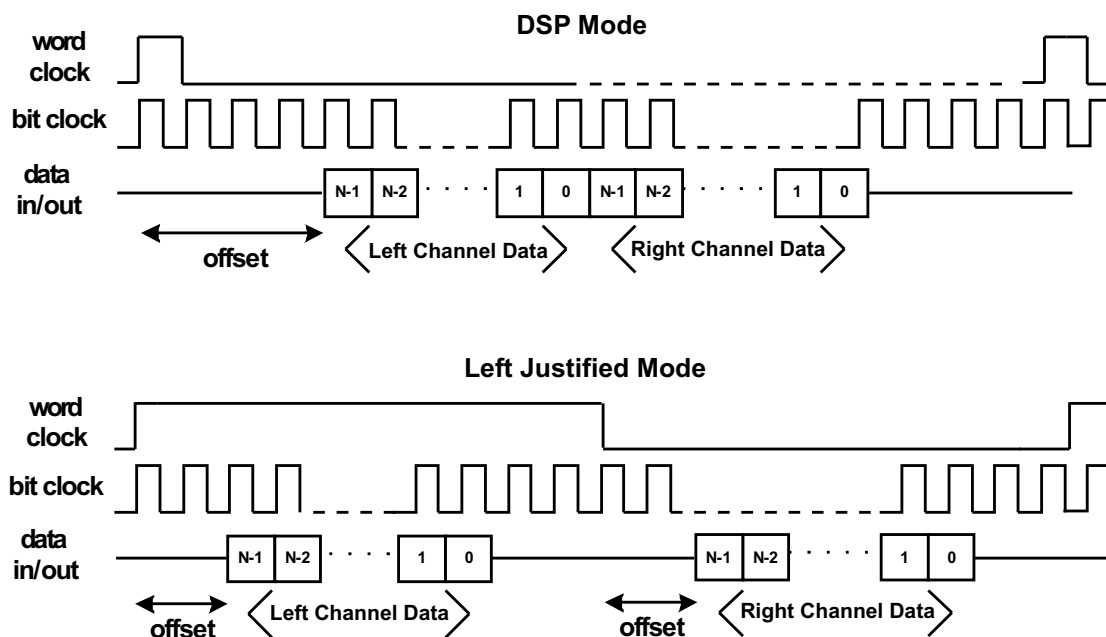 DSP Mode
word
clock
bit clock
data
in/out
N-1 N-2 · · · · 1 0 N-1 N-2 · · · · · 1 0
offset
Left Channel Data
Right Channel Data
Left Justified Mode
word
clock
bit clock
data
in/out
N-1 N-2 · · · · 1 0 N-1 N-2 · · · · · 1 0
offset
Left Channel Data
offset
Right Channel Data